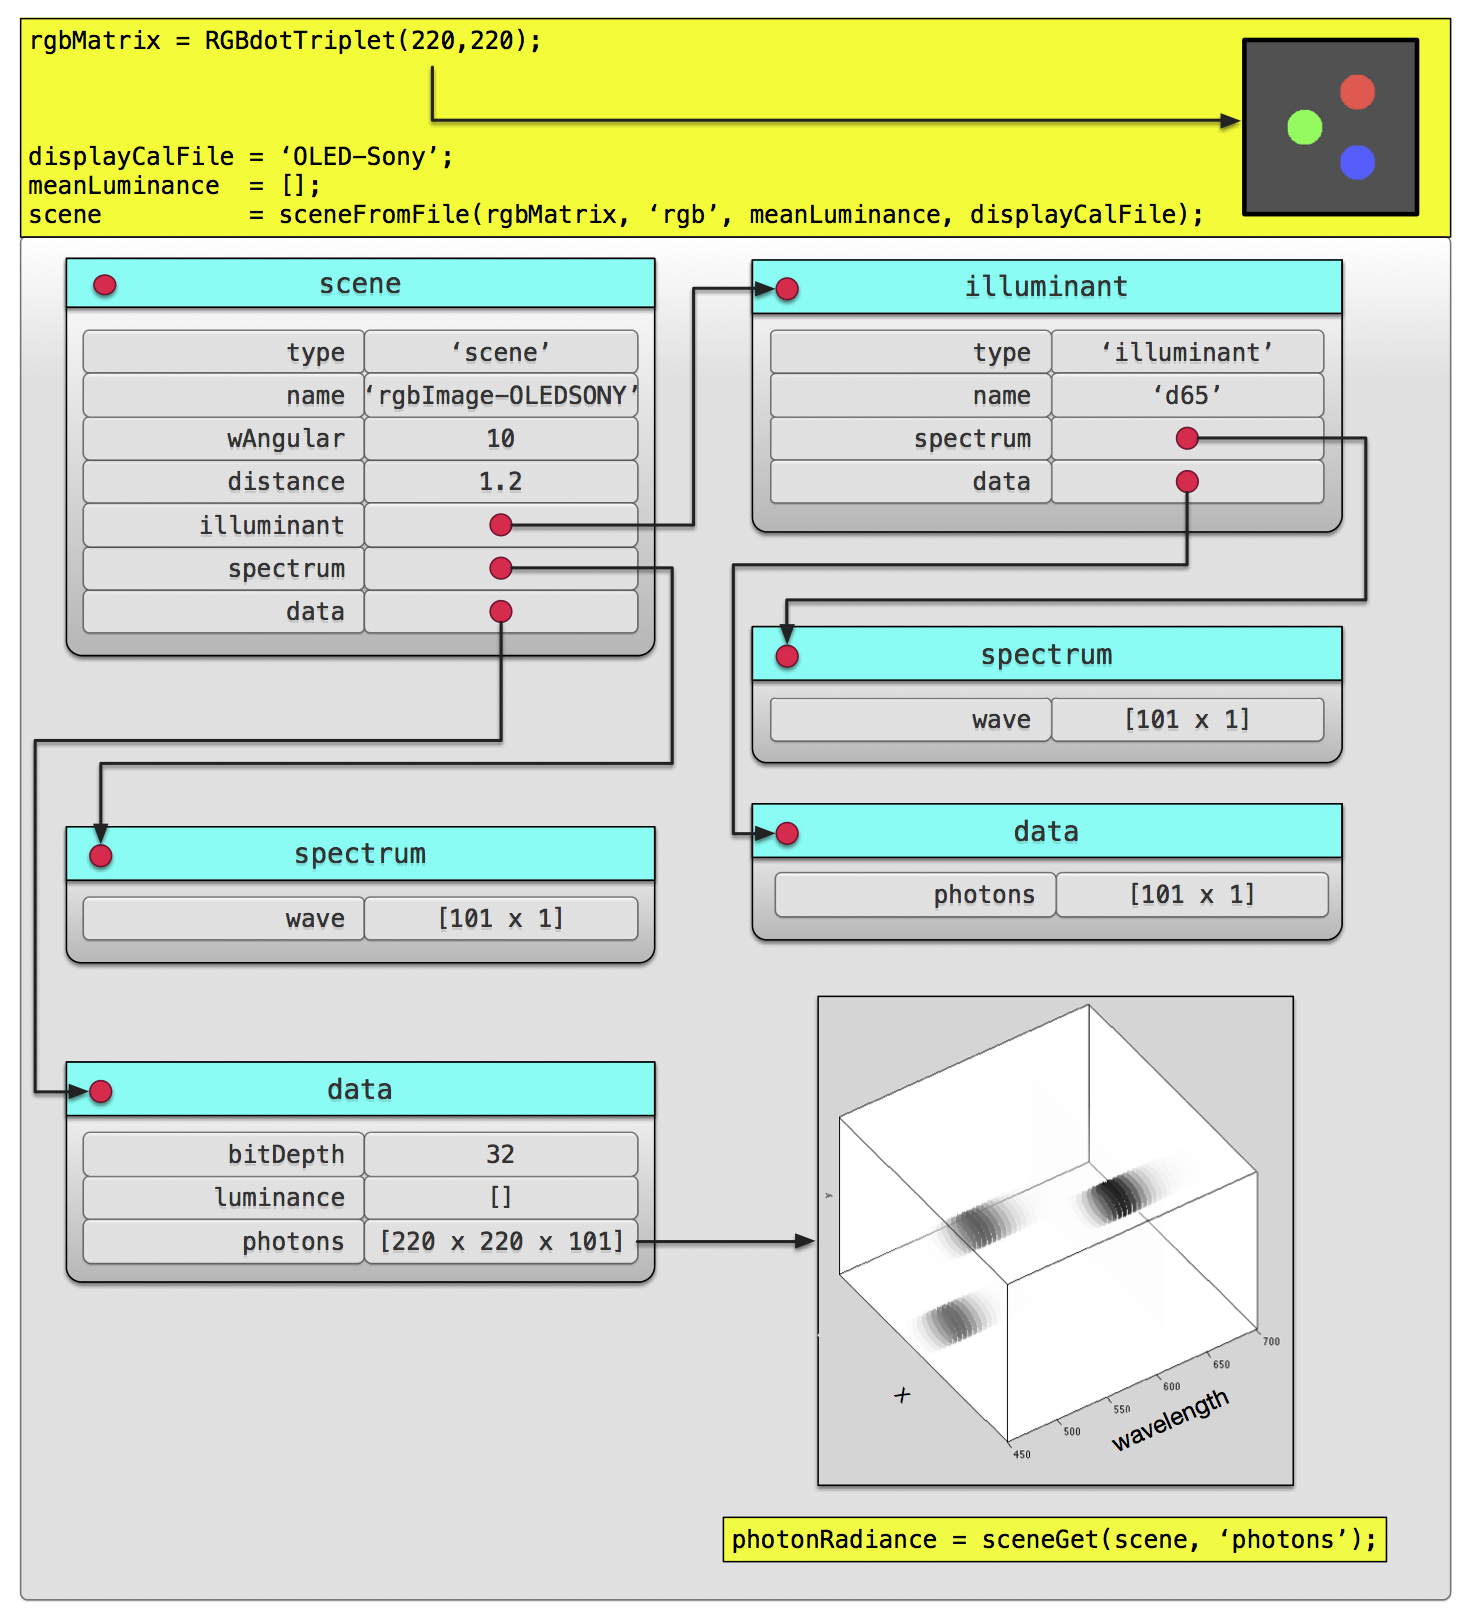 rgbMatrix = RGBdotTriplet(220,220);
displayCalFile = ‘OLED-Sony’;
meanLuminance  = [];
scene          = sceneFromFile(rgbMatrix, ‘rgb’, meanLuminance, displayCalFile);
scene
type ‘scene’
name ‘rgbImage-OLEDSONY’
wAngular 10
distance 1.2
illuminant
spectrum
data
illuminant
type ‘illuminant’
name ‘d65’
spectrum
data
spectrum
wave [101 x 1]
data
photons [101 x 1]
spectrum
wave [101 x 1]
data
bitDepth 32
luminance []
photons [220 x 220 x 101]
y
X
450
500
550
600
650
700
wavelength
photonRadiance = sceneGet(scene, ‘photons’);